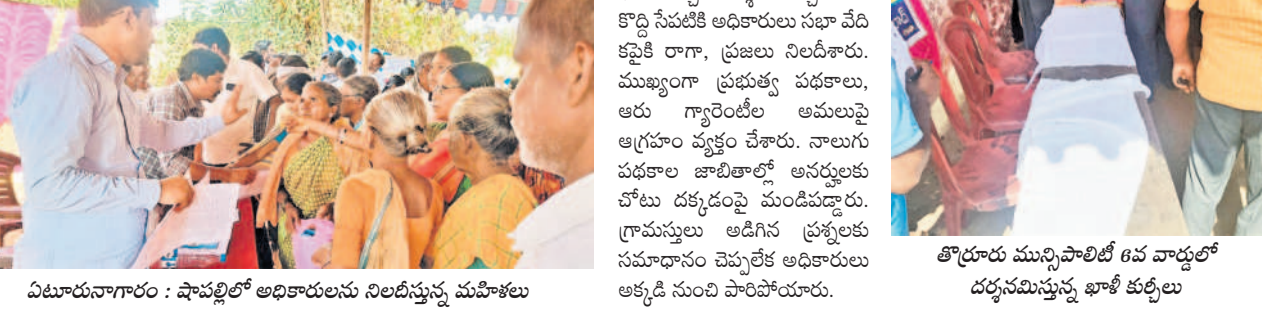 ఏటూరునాగారం : షాపల్లిలో అధికారులను నిలదీస్తున్న మహిళలు
కొద్ది సేపటికి అధికారులు సభా వేది
కపైకి రాగా, ప్రజలు నిలదీశారు.
ముఖ్యంగా ప్రభుత్వ పథకాలు,
ఆరు గ్యారెంటీల అమలుపై
ఆగ్రహం వ్యక్తం చేశారు. నాలుగు
పథకాల జాబితాల్లో అనర్హులకు
చోటు దక్కడంపై మండిపడ్డారు.
గ్రామస్తులు అడిగిన ప్రశ్నలకు
సమాధానం చెప్పలేక అధికారులు
అక్కడి నుంచి పారిపోయారు.
తొర్రూరు మున్సిపాలిటీ 6వ వార్డులో
దర్శనమిస్తున్న ఖాళీ కుర్చీలు